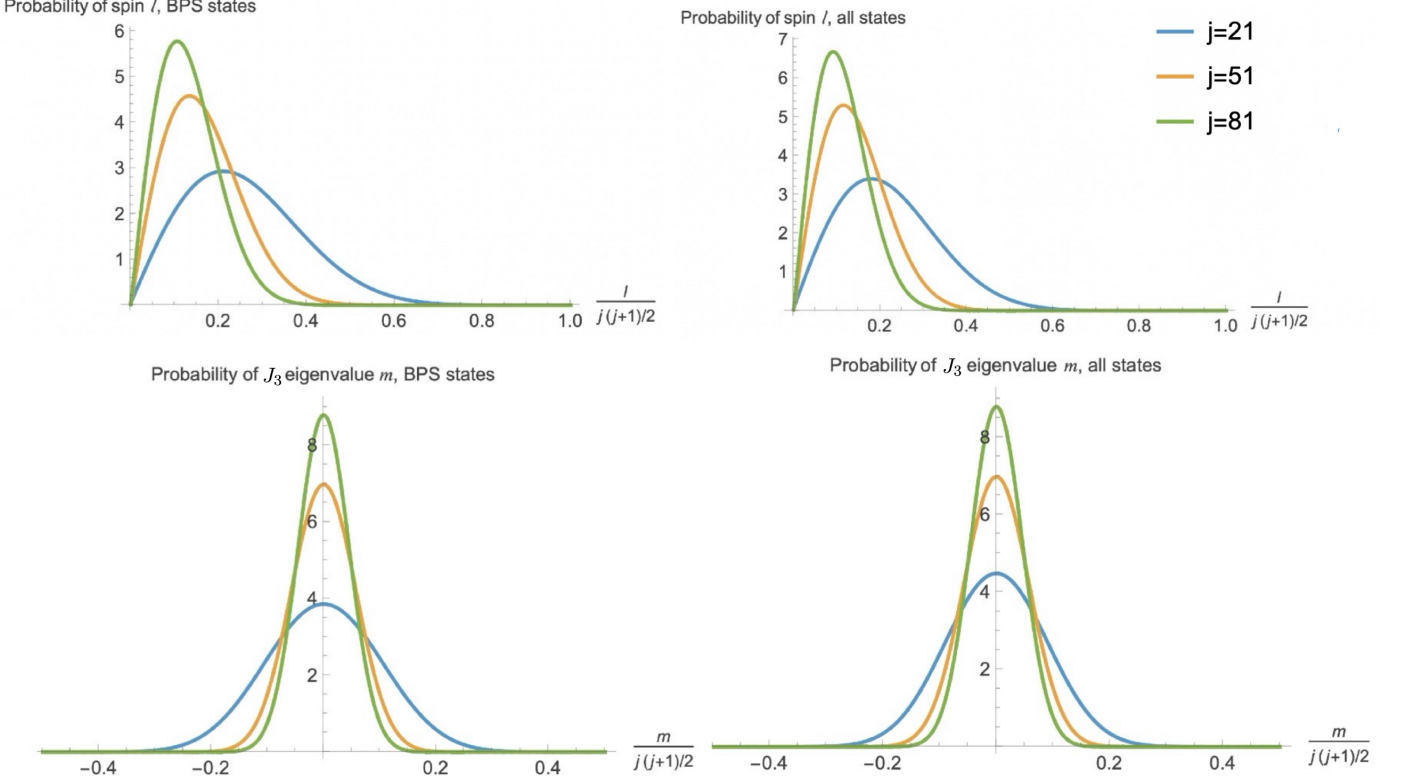 Probability of spin l, BPS states
6
5
4
3
2
1
0.2 0.4 0.6 0.8 1.0
l
j(j+1)/2
Probability of spin l, all states
7
6
5
4
3
2
1
0.2 0.4 0.6 0.8 1.0
l
j(j+1)/2
j=21
j=51
j=81
Probability of J₃ eigenvalue m, BPS states
8
6
4
2
−0.4 −0.2 0.2 0.4
m
j(j+1)/2
Probability of J₃ eigenvalue m, all states
8
6
4
2
−0.4 −0.2 0.2 0.4
m
j(j+1)/2